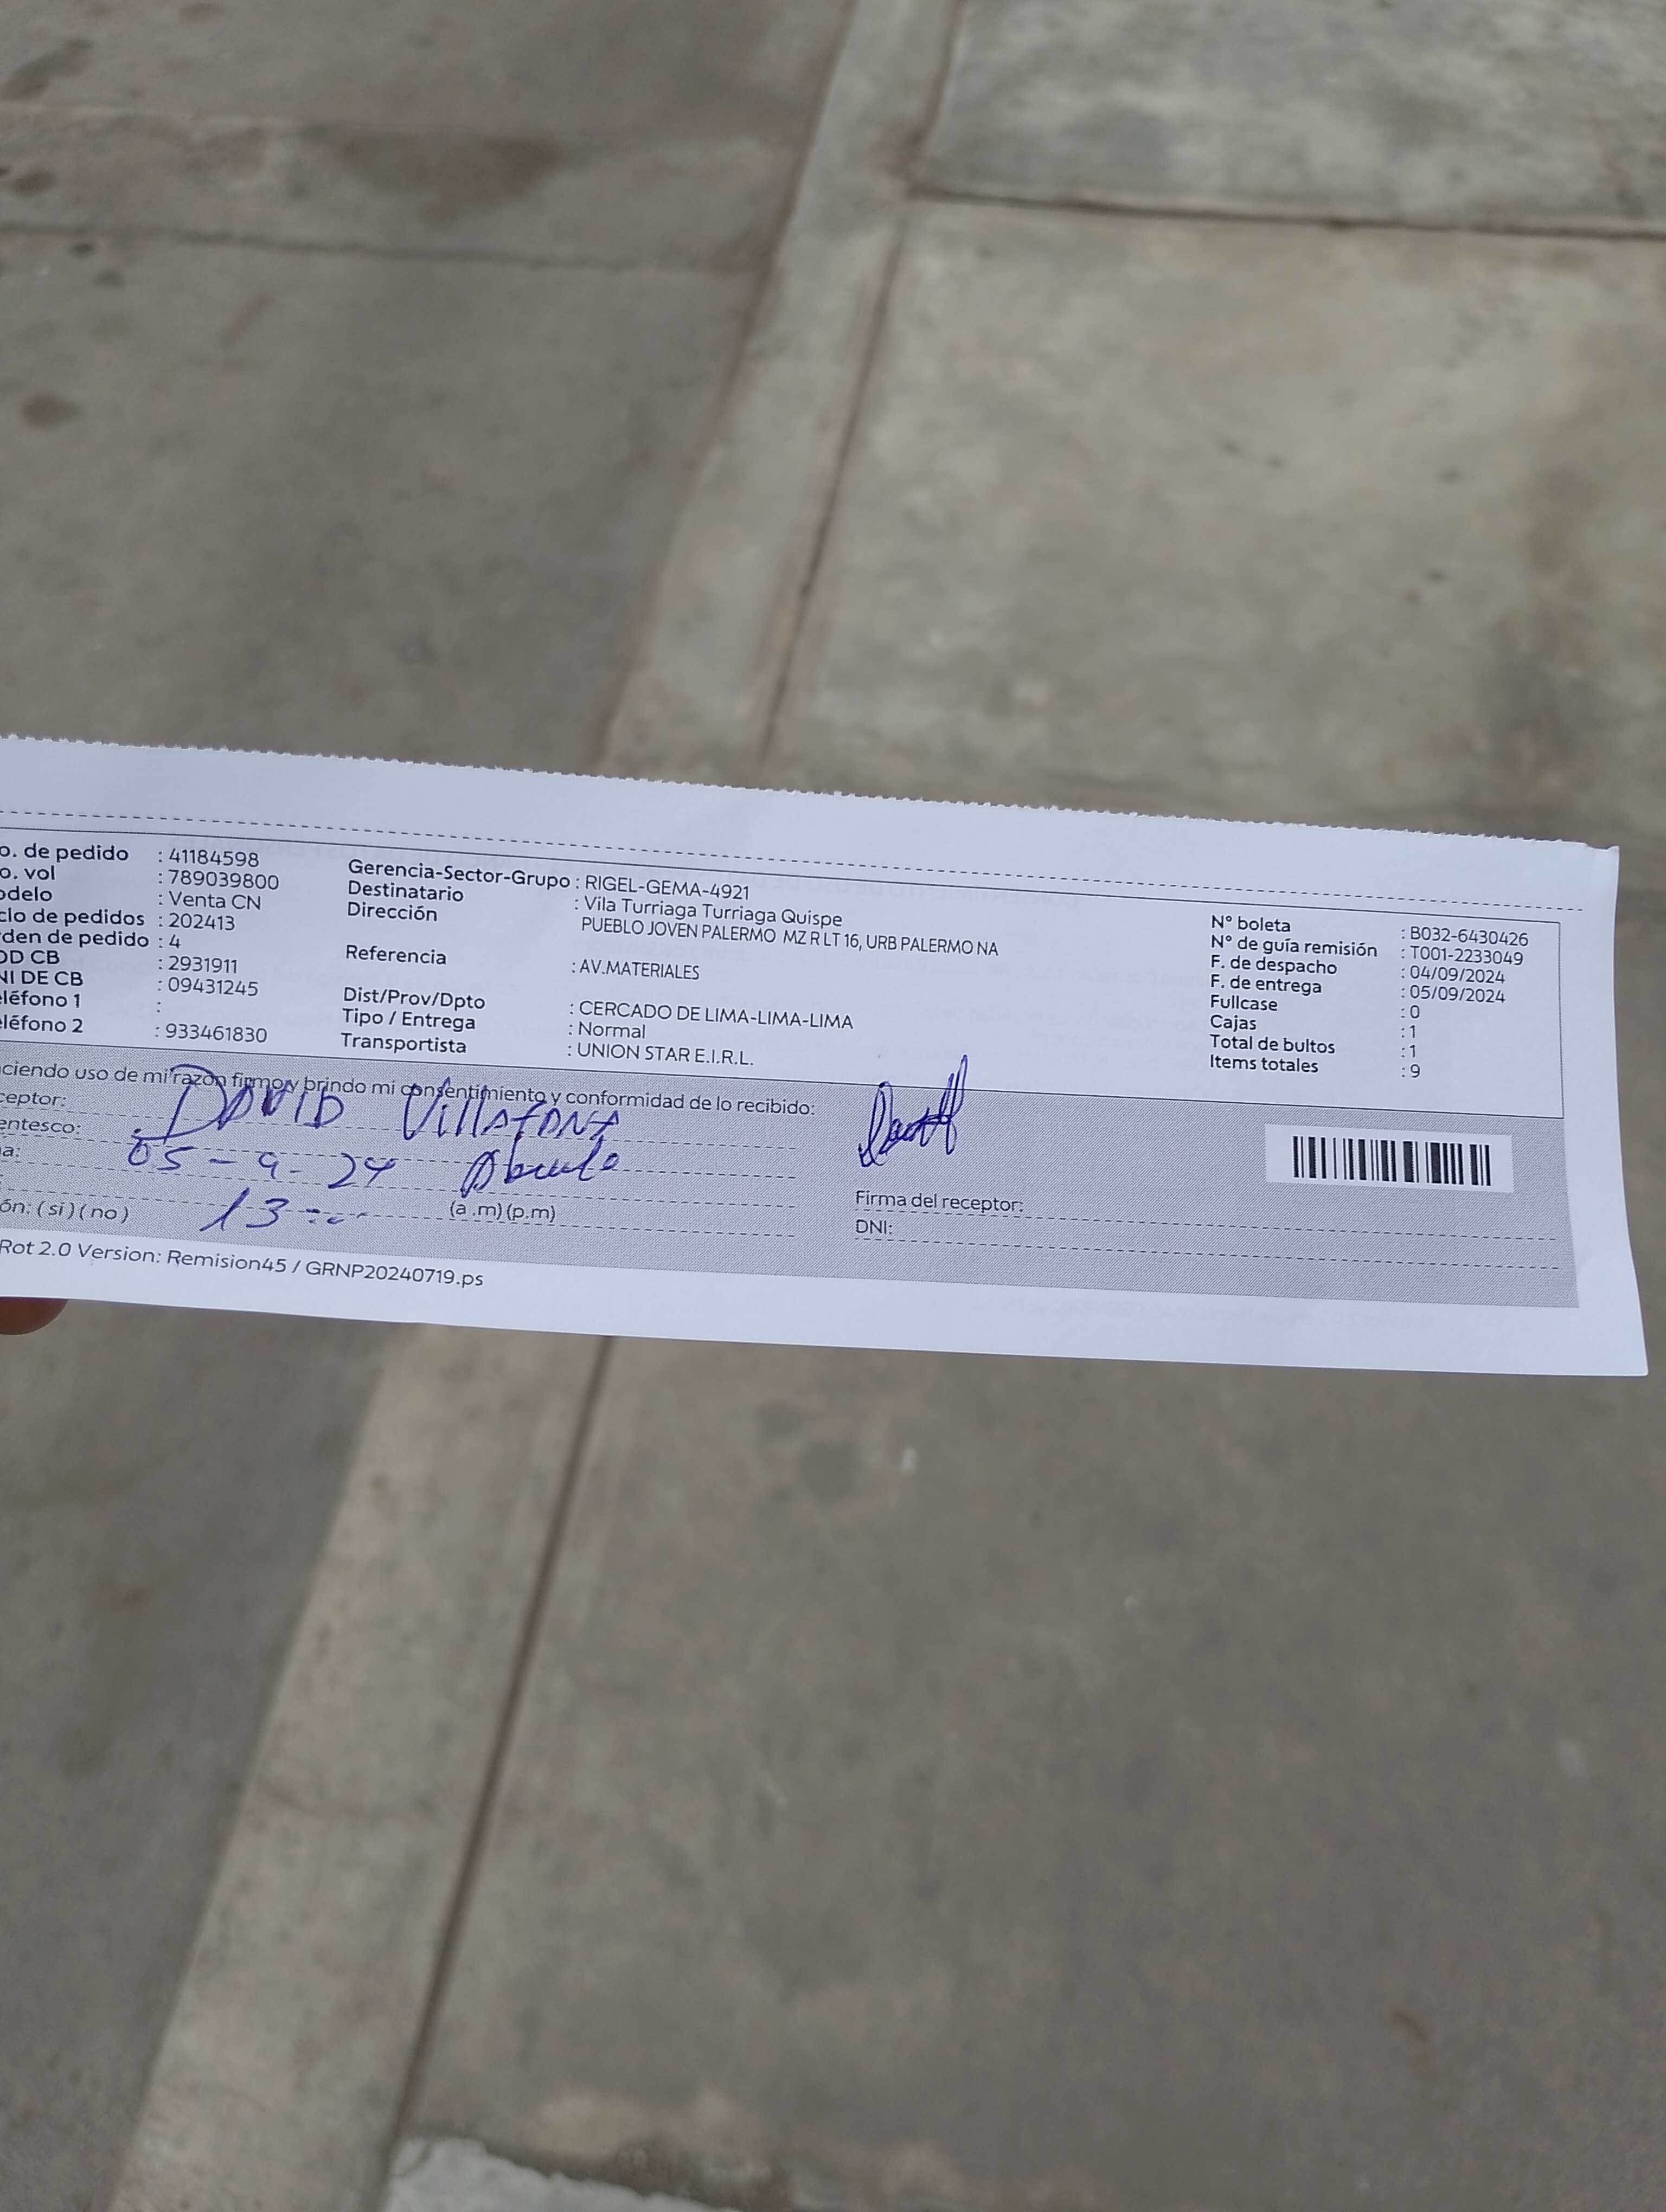 o. de pedido : 41184598
o. vol : 789039800
odelo : Venta CN
clo de pedidos : 202413
den de pedido : 4
OD CB : 2931911
NI DE CB : 09431245
eléfono 1 :
eléfono 2 : 933461830
Gerencia-Sector-Grupo : RIGEL-GEMA-4921
Destinatario : Vila Turriaga Turriaga Quispe
Dirección PUEBLO JOVEN PALERMO MZ R LT 16, URB PALERMO NA
Referencia : AV.MATERIALES
Dist/Prov/Dpto : CERCADO DE LIMA-LIMA-LIMA
Tipo / Entrega : Normal
Transportista : UNION STAR E.I.R.L.
N° boleta : B032-6430426
N° de guía remisión : T001-2233049
F. de despacho : 04/09/2024
F. de entrega : 05/09/2024
Fullcase : 0
Cajas : 1
Total de bultos : 1
Items totales : 9
ciendo uso de mi razón firmo y brindo mi consentimiento y conformidad de lo recibido:
ceptor: DAVID
entesco:
a: 05-9-24
ón: (si) (no) 13 (a.m) (p.m)
Firma del receptor:
DNI:
Rot 2.0 Version: Remision45 / GRNP20240719.ps